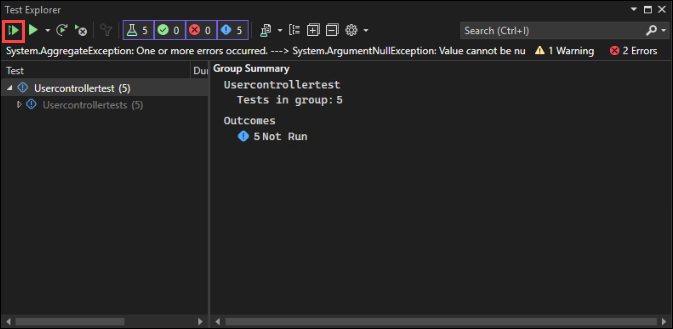 Test Explorer
5 0 0 5
Search (Ctrl+I)
System.AggregateException: One or more errors occurred. ---> System.ArgumentNullException: Value cannot be nu 1 Warning 2 Errors
Test Dur
Group Summary
Usercontrollertest (5)
Usercontrollertest
Usercontrollertests (5)
Tests in group: 5
Outcomes
5 Not Run